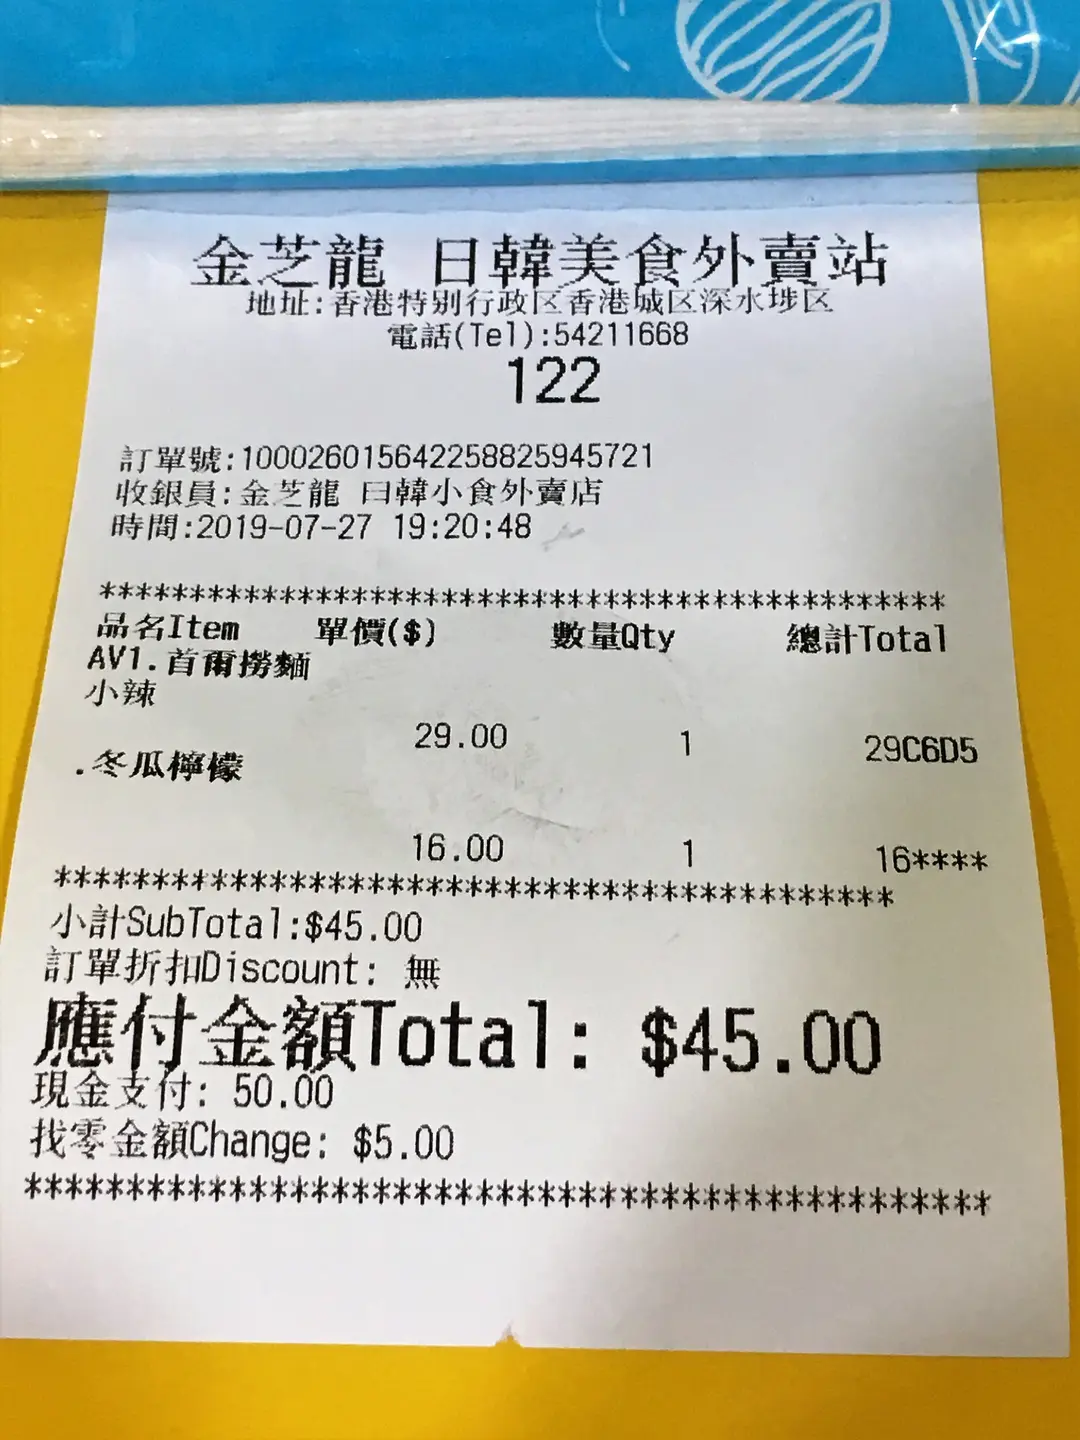 金芝龍 日韓美食外賣站
地址:香港特别行政区香港城区深水埗区
電話(Tel):54211668
122
訂單號:100026015642258825945721
收銀員:金芝龍 日韓小食外賣店
時間:2019-07-27 19:20:48
************************************************
品名Item 單價($) 數量Qty 總計Total
AV1.首爾撈麵
小辣
29.00 1 29C6D5
.冬瓜檸檬
16.00 1 16****
************************************************
小計SubTotal:$45.00
訂單折扣Discount: 無
應付金額Total: $45.00
現金支付: 50.00
找零金額Change: $5.00
************************************************